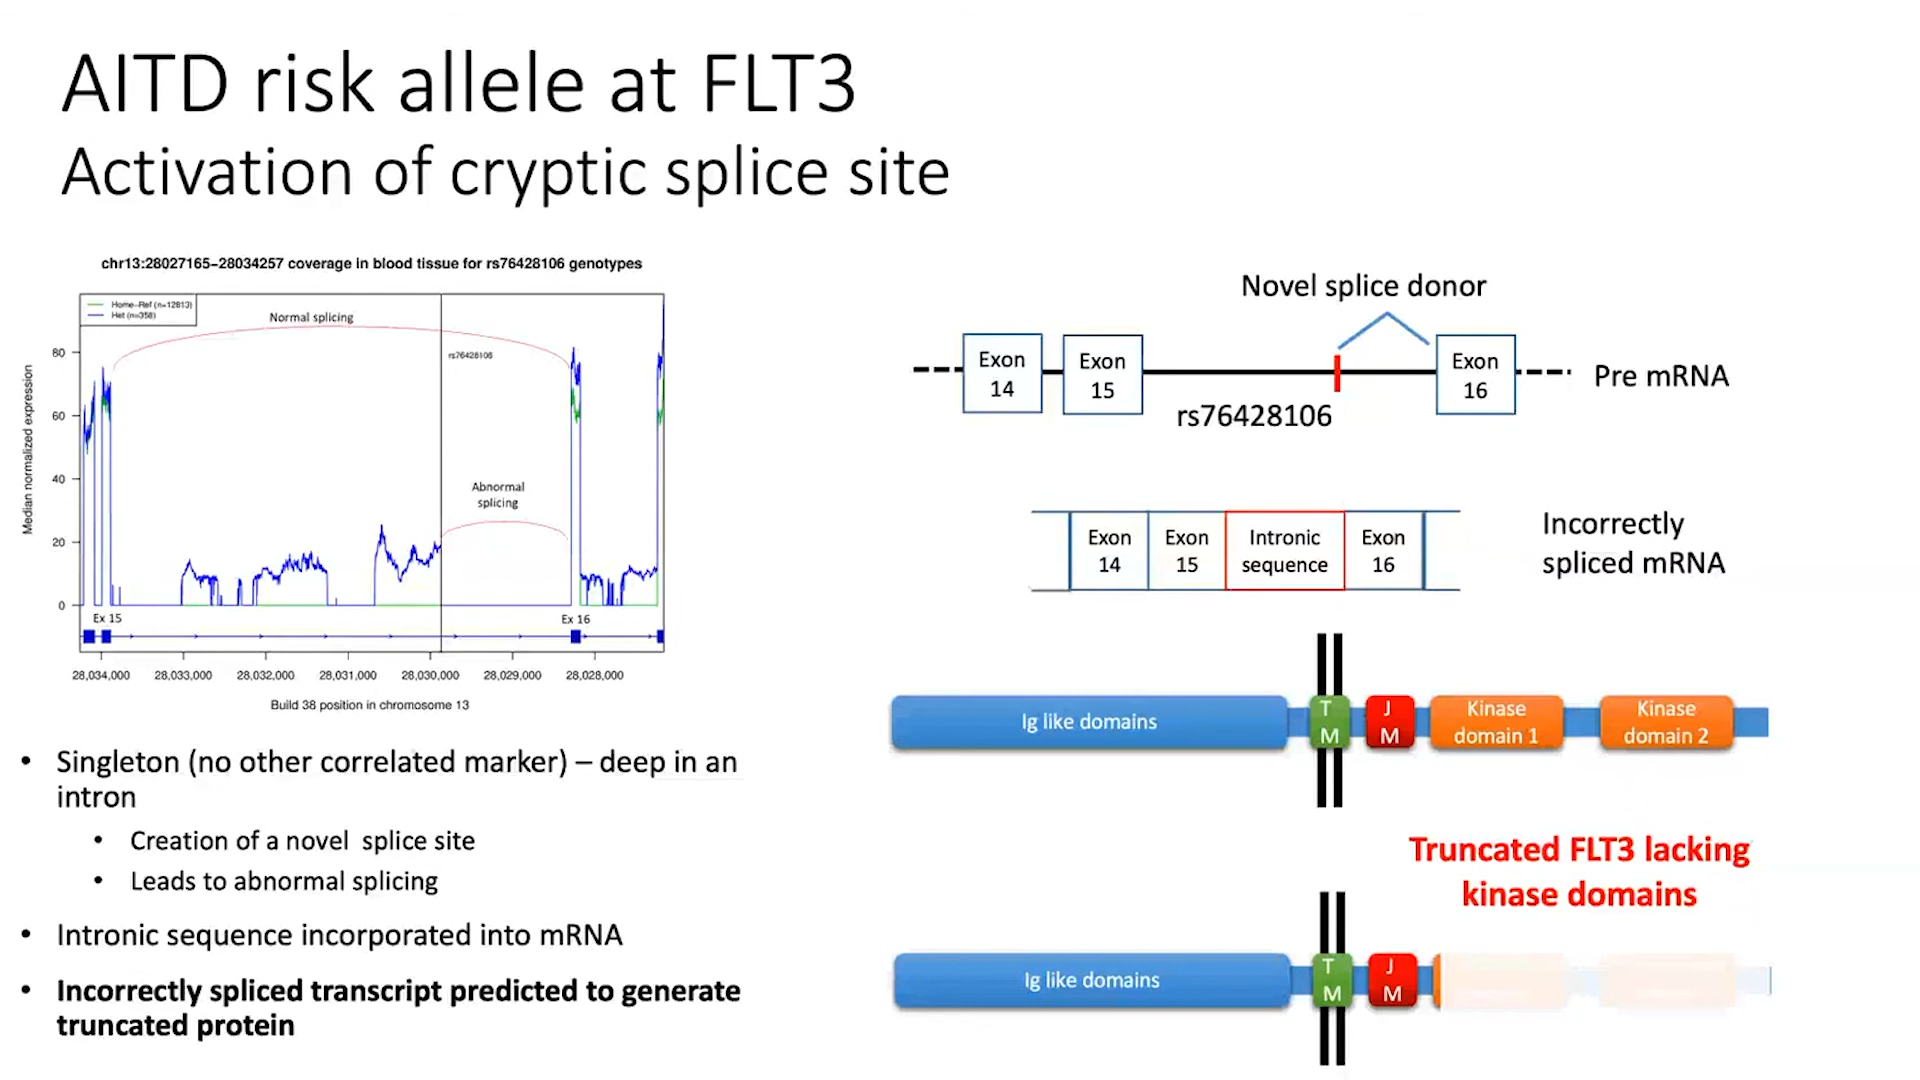 AITD risk allele at FLT3
Activation of cryptic splice site
chr13:28027165–28034257 coverage in blood tissue for rs76428106 genotypes
Home–Ref (n=12813)
Het (n=358)
Normal splicing
rs76428106
Abnormal
splicing
Median normalized expression
80
60
40
20
0
Ex 15
Ex 16
28,034,000
28,033,000
28,032,000
28,031,000
28,030,000
28,029,000
28,028,000
Build 38 position in chromosome 13
• Singleton (no other correlated marker) – deep in an
intron
• Creation of a novel splice site
• Leads to abnormal splicing
• Intronic sequence incorporated into mRNA
• Incorrectly spliced transcript predicted to generate
truncated protein
Novel splice donor
Exon
14
Exon
15
rs76428106
Exon
16
Pre mRNA
Exon
14
Exon
15
Intronic
sequence
Exon
16
Incorrectly
spliced mRNA
Ig like domains
T
M
J
M
Kinase
domain 1
Kinase
domain 2
Truncated FLT3 lacking
kinase domains
Ig like domains
T
M
J
M